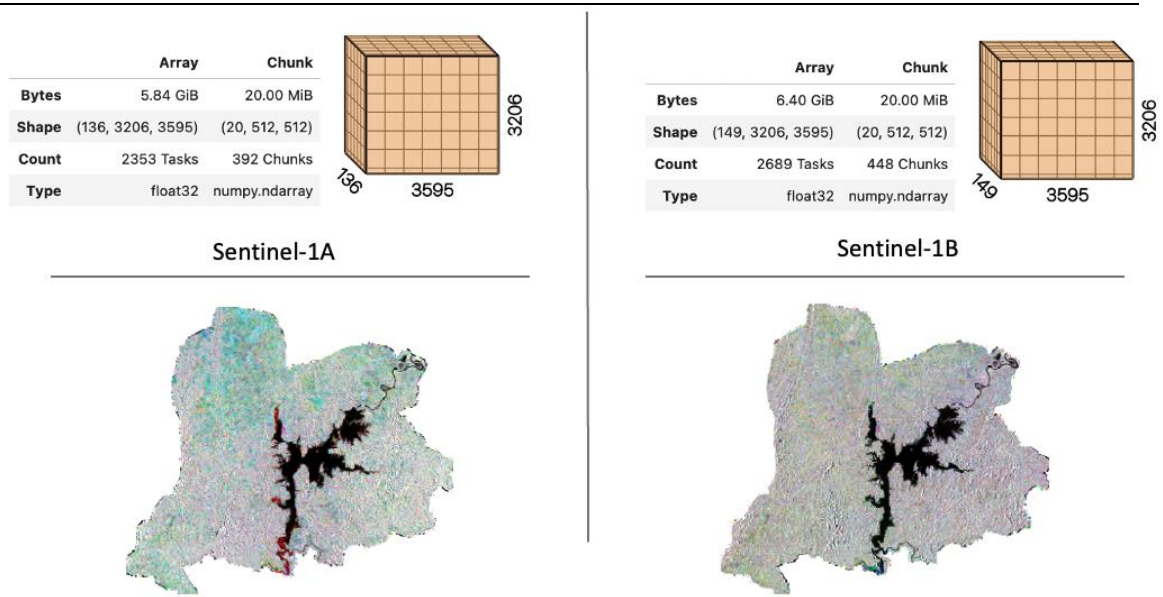 Array Chunk
Bytes 5.84 GiB 20.00 MiB
Shape (136, 3206, 3595) (20, 512, 512)
Count 2353 Tasks 392 Chunks
Type float32 numpy.ndarray
3206
136
3595
Sentinel-1A
Array Chunk
Bytes 6.40 GiB 20.00 MiB
Shape (149, 3206, 3595) (20, 512, 512)
Count 2689 Tasks 448 Chunks
Type float32 numpy.ndarray
3206
149
3595
Sentinel-1B